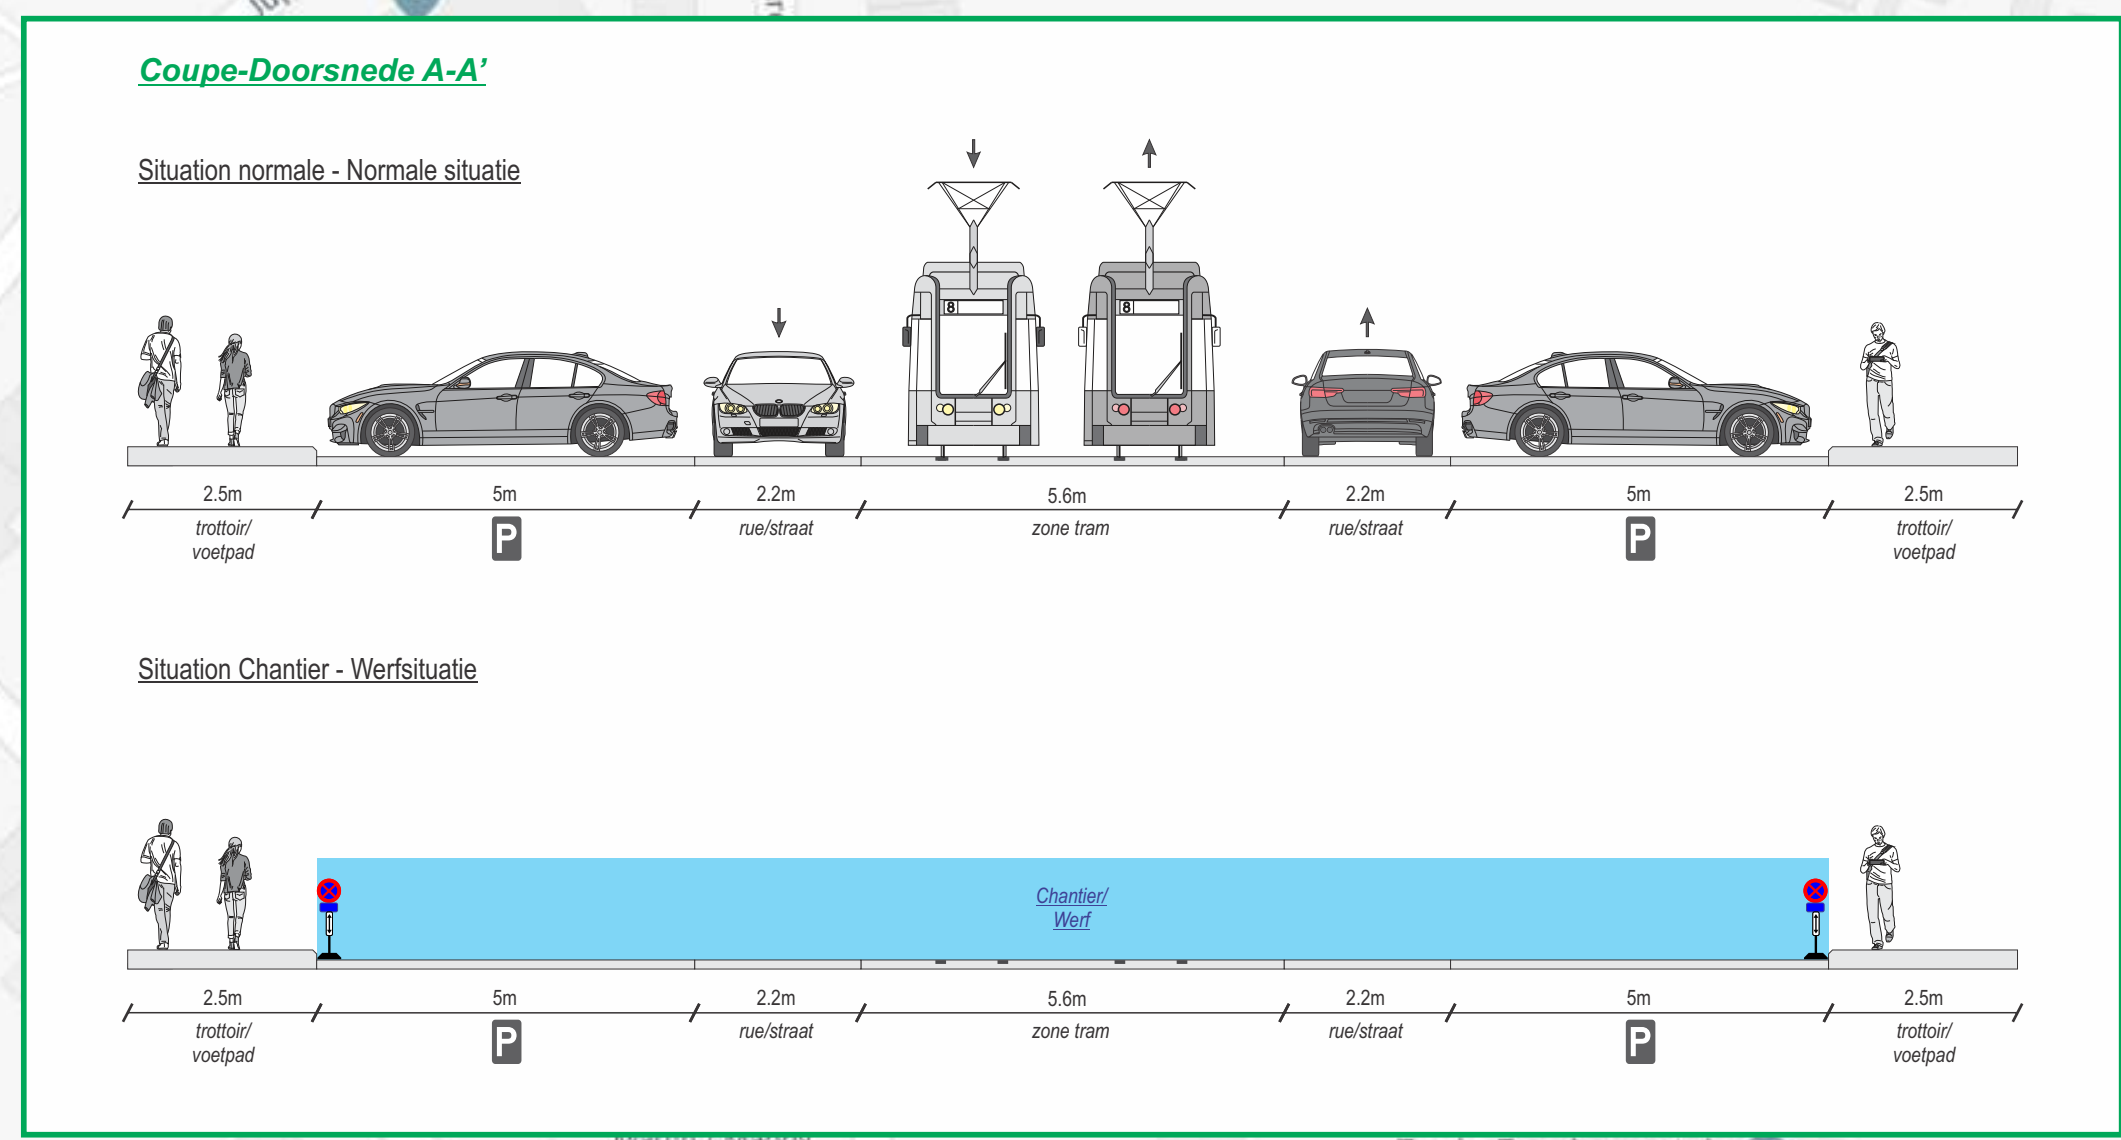 Coupe-Doorsnede A-A’
Situation normale - Normale situatie
8 8
2.5m 5m 2.2m 5.6m 2.2m 5m 2.5m
trottoir/ P rue/straat zone tram rue/straat P trottoir/
voetpad voetpad
Situation Chantier - Werfsituatie
Chantier/
Werf
2.5m 5m 2.2m 5.6m 2.2m 5m 2.5m
trottoir/ P rue/straat zone tram rue/straat P trottoir/
voetpad voetpad